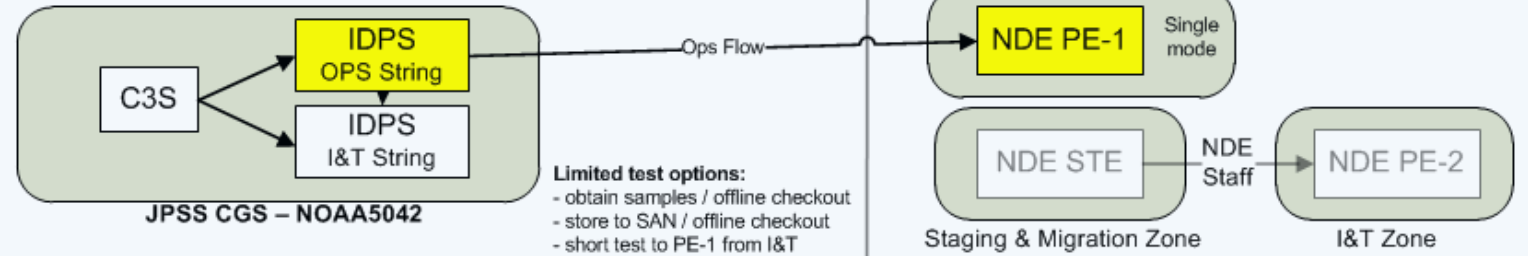 IDPS
OPS String
C3S
IDPS
I&T String
JPSS CGS – NOAA5042
Ops Flow
Limited test options:
- obtain samples / offline checkout
- store to SAN / offline checkout
- short test to PE-1 from I&T
NDE PE-1
Single
mode
NDE STE
NDE
Staff
NDE PE-2
Staging & Migration Zone
I&T Zone